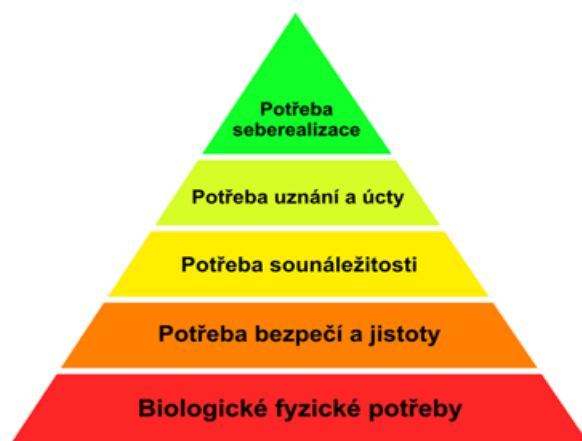 Potřeba
seberealizace
Potřeba uznání a úcty
Potřeba sounáležitosti
Potřeba bezpečí a jistoty
Biologické fyzické potřeby